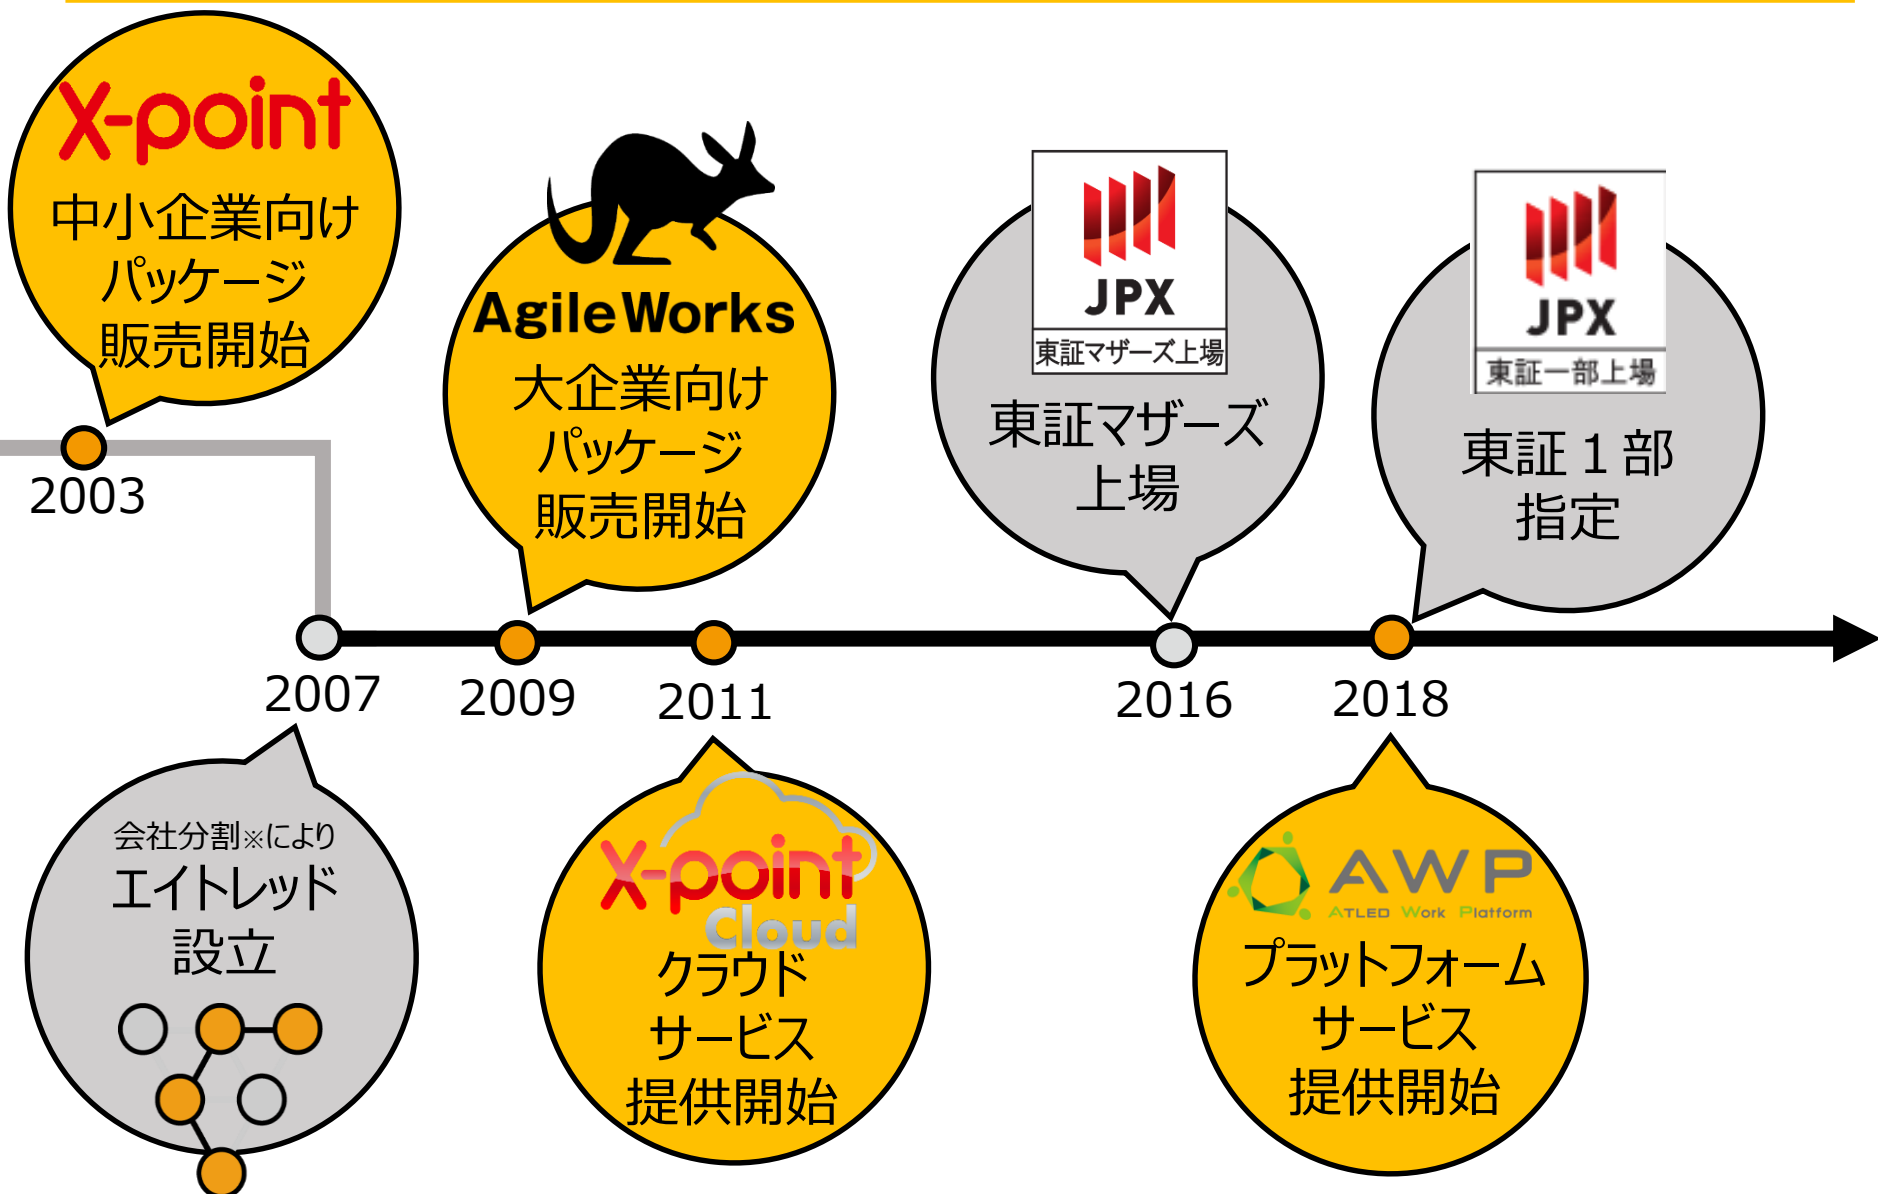 X-point
中小企業向け
パッケージ
販売開始
2003
AgileWorks
大企業向け
パッケージ
販売開始
JPX
東証マザーズ上場
東証マザーズ
上場
JPX
東証一部上場
東証1部
指定
2007
2009
2011
2016
2018
会社分割※により
エイトレッド
設立
X-point
Cloud
クラウド
サービス
提供開始
AWP
ATLED Work Platform
プラットフォーム
サービス
提供開始